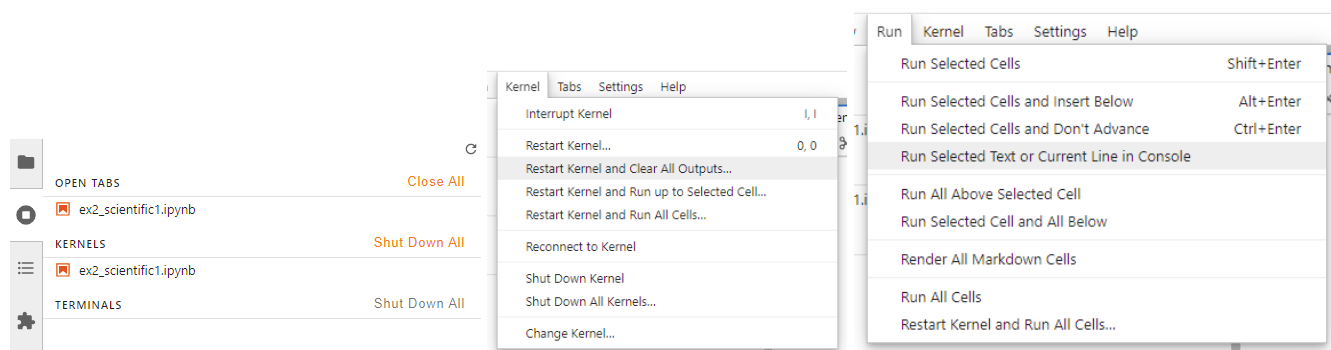 OPEN TABS Close All
ex2_scientific1.ipynb
KERNELS Shut Down All
ex2_scientific1.ipynb
TERMINALS Shut Down All
Kernel Tabs Settings Help
Interrupt Kernel I, I
Restart Kernel... 0, 0
Restart Kernel and Clear All Outputs...
Restart Kernel and Run up to Selected Cell...
Restart Kernel and Run All Cells...
Reconnect to Kernel
Shut Down Kernel
Shut Down All Kernels...
Change Kernel...
Run Kernel Tabs Settings Help
Run Selected Cells Shift+Enter
Run Selected Cells and Insert Below Alt+Enter
Run Selected Cells and Don't Advance Ctrl+Enter
Run Selected Text or Current Line in Console
Run All Above Selected Cell
Run Selected Cell and All Below
Render All Markdown Cells
Run All Cells
Restart Kernel and Run All Cells...